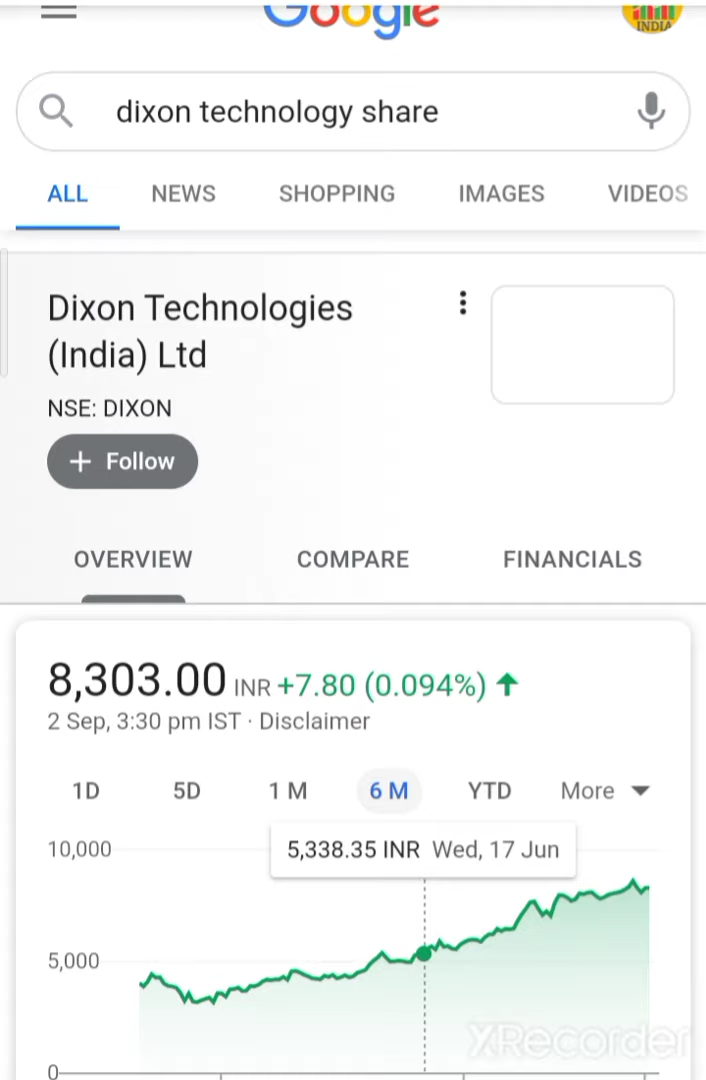 Google
INDIA
dixon technology share
ALL NEWS SHOPPING IMAGES VIDEOS
Dixon Technologies
(India) Ltd
NSE: DIXON
+ Follow
OVERVIEW COMPARE FINANCIALS
8,303.00 INR +7.80 (0.094%)
2 Sep, 3:30 pm IST · Disclaimer
1D 5D 1 M 6 M YTD More
10,000
5,338.35 INR Wed, 17 Jun
5,000
XRecorder
0